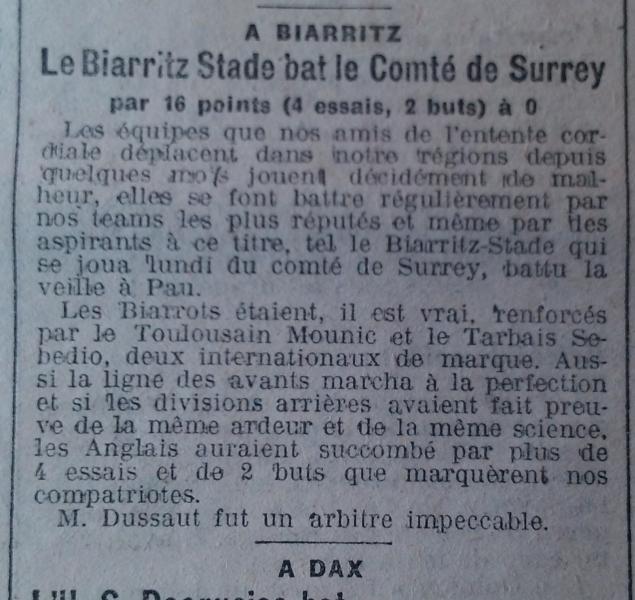 A BIARRITZ
Le Biarritz Stade bat le Comté de Surrey
par 16 points (4 essais, 2 buts) à 0
Les équipes que nos amis de l'entente cor-
diale déplacent dans notre régions depuis
quelques mois jouent décidément de mal-
heur, elles se font battre régulièrement par
nos teams les plus réputés et même par des
aspirants à ce titre, tel le Biarritz-Stade qui
se joua lundi du comté de Surrey, battu la
veille à Pau.
Les Biarrots étaient, il est vrai, renforcés
par le Toulousain Mounic et le Tarbais Se-
bedio, deux internationaux de marque. Aus-
si la ligne des avants marcha à la perfection
et si les divisions arrières avaient fait preu-
ve de la même ardeur et de la même science,
les Anglais auraient succombé par plus de
4 essais et de 2 buts que marquèrent nos
compatriotes.
M. Dussaut fut un arbitre impeccable.
A DAX